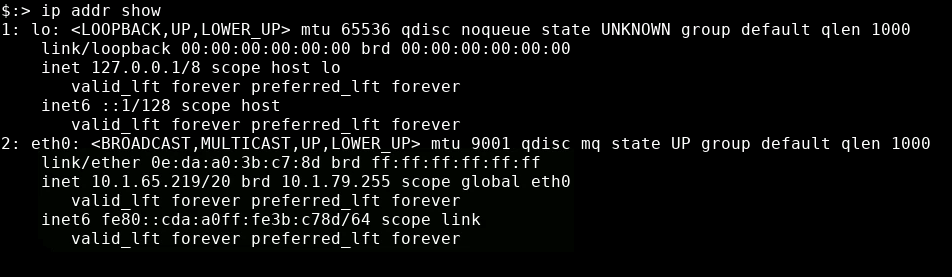 $:> ip addr show
1: lo: <LOOPBACK,UP,LOWER_UP> mtu 65536 qdisc noqueue state UNKNOWN group default qlen 1000
    link/loopback 00:00:00:00:00:00 brd 00:00:00:00:00:00
    inet 127.0.0.1/8 scope host lo
       valid_lft forever preferred_lft forever
    inet6 ::1/128 scope host
       valid_lft forever preferred_lft forever
2: eth0: <BROADCAST,MULTICAST,UP,LOWER_UP> mtu 9001 qdisc mq state UP group default qlen 1000
    link/ether 0e:da:a0:3b:c7:8d brd ff:ff:ff:ff:ff:ff
    inet 10.1.65.219/20 brd 10.1.79.255 scope global eth0
       valid_lft forever preferred_lft forever
    inet6 fe80::cda:a0ff:fe3b:c78d/64 scope link
       valid_lft forever preferred_lft forever